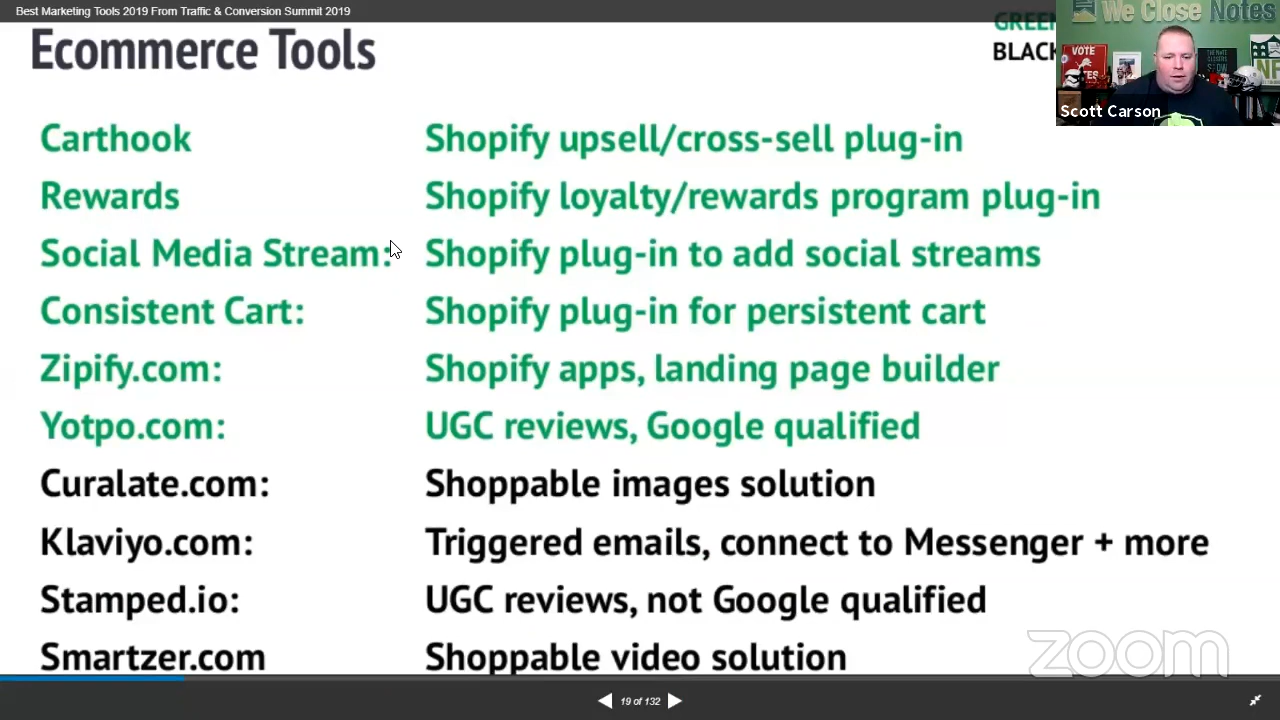 Best Marketing Tools 2019 From Traffic & Conversion Summit 2019
Ecommerce Tools
GREEN
BLACK
We Close Notes
VOTE
Scott Carson
Carthook Shopify upsell/cross-sell plug-in
Rewards Shopify loyalty/rewards program plug-in
Social Media Stream: Shopify plug-in to add social streams
Consistent Cart: Shopify plug-in for persistent cart
Zipify.com: Shopify apps, landing page builder
Yotpo.com: UGC reviews, Google qualified
Curalate.com: Shoppable images solution
Klaviyo.com: Triggered emails, connect to Messenger + more
Stamped.io: UGC reviews, not Google qualified
Smartzer.com Shoppable video solution
zoom
19 of 132